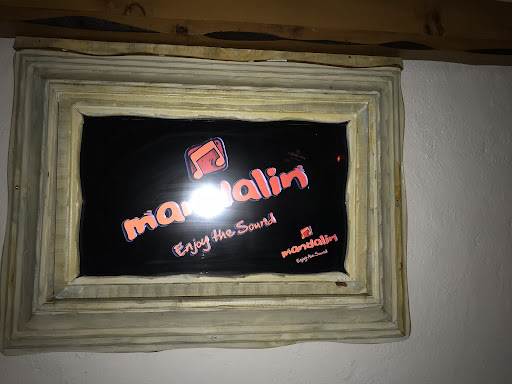 mandalin
Enjoy the Sound
mandalin
Enjoy the Sound